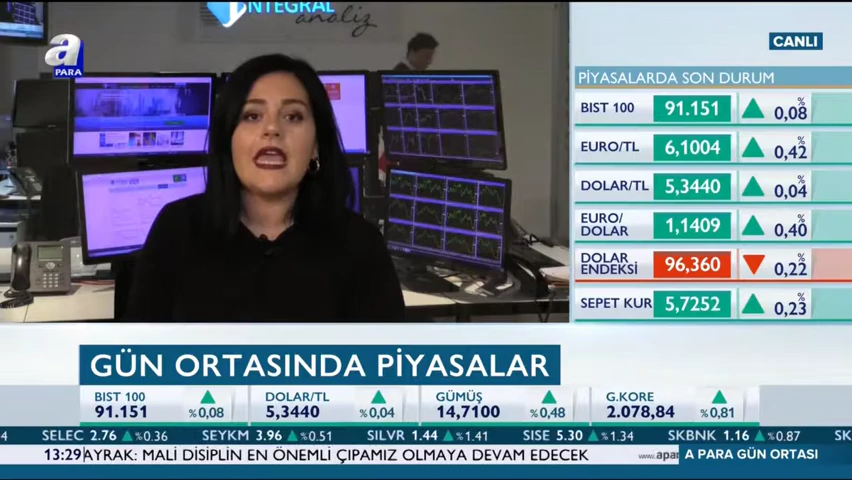 INTEGRAL
analiz
a
PARA
CANLI
PİYASALARDA SON DURUM
BIST 100 91.151 % 0,08
EURO/TL 6,1004 % 0,42
DOLAR/TL 5,3440 % 0,04
EURO/DOLAR 1,1409 % 0,40
DOLAR ENDEKSİ 96,360 % 0,22
SEPET KUR 5,7252 % 0,23
GÜN ORTASINDA PİYASALAR
BIST 100 DOLAR/TL GÜMÜŞ G.KORE
91.151 %0,08 5,3440 %0,04 14,7100 %0,48 2.078,84 %0,81
4 SELEC 2.76 %0.36 SEYKM 3.96 %0.51 SILVR 1.44 %1.41 SISE 5.30 %1.34 SKBNK 1.16 %0.87 SK
13:29 AYRAK: MALİ DİSİPLİN EN ÖNEMLİ ÇIPAMIZ OLMAYA DEVAM EDECEK www.apar A PARA GÜN ORTASI